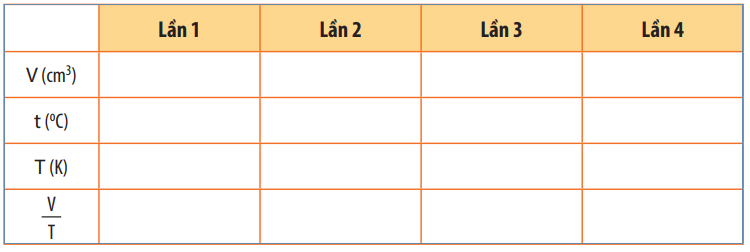 Lần 1 Lần 2 Lần 3 Lần 4
V (cm³)
t (⁰C)
T (K)
V
T